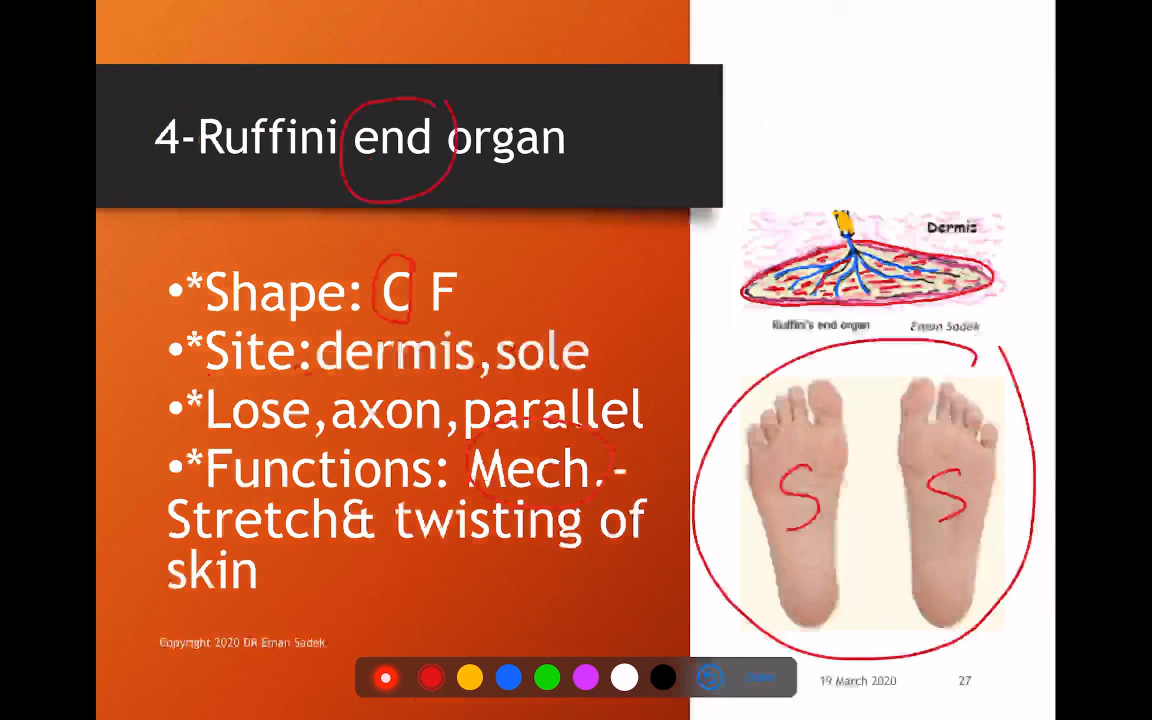 4-Ruffini end organ
•*Shape: C F
•*Site:dermis,sole
•*Lose,axon,parallel
•*Functions: Mech.-
Stretch& twisting of
skin
Copyright 2020 DR Eman Sadek
Dermis
Ruffini's end organ
Eman Sadek
S S
19 March 2020
27